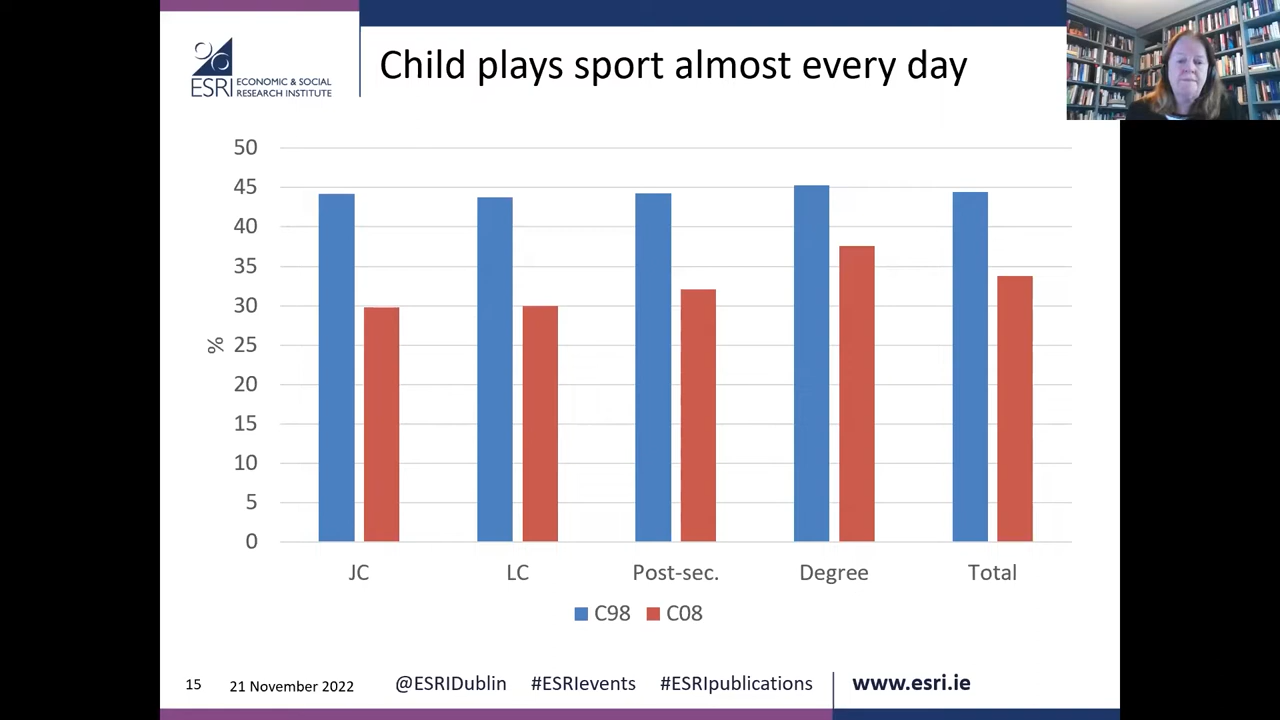 ESRI
ECONOMIC & SOCIAL
RESEARCH INSTITUTE
Child plays sport almost every day
50
45
40
35
30
25
20
15
10
5
0
%
JC LC Post-sec. Degree Total
C98 C08
15 21 November 2022 @ESRIDublin #ESRIevents #ESRIpublications www.esri.ie